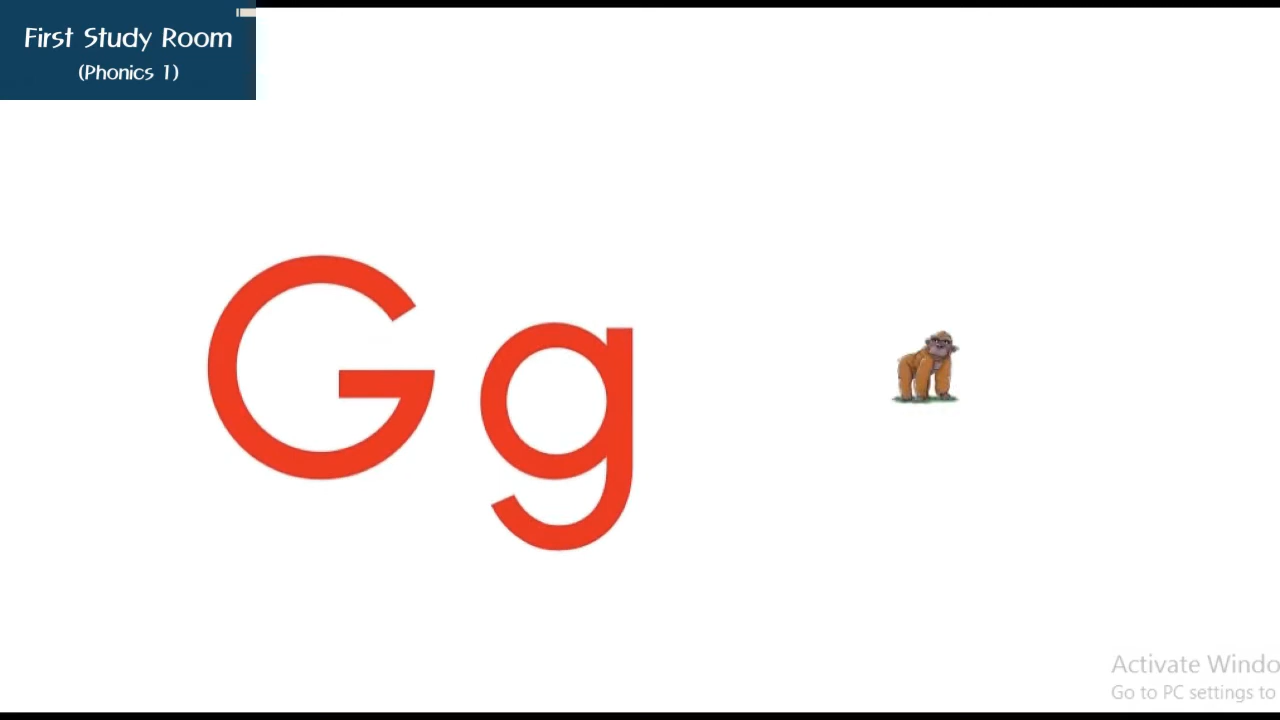 First Study Room
(Phonics 1)
Gg
Activate Windo
Go to PC settings to